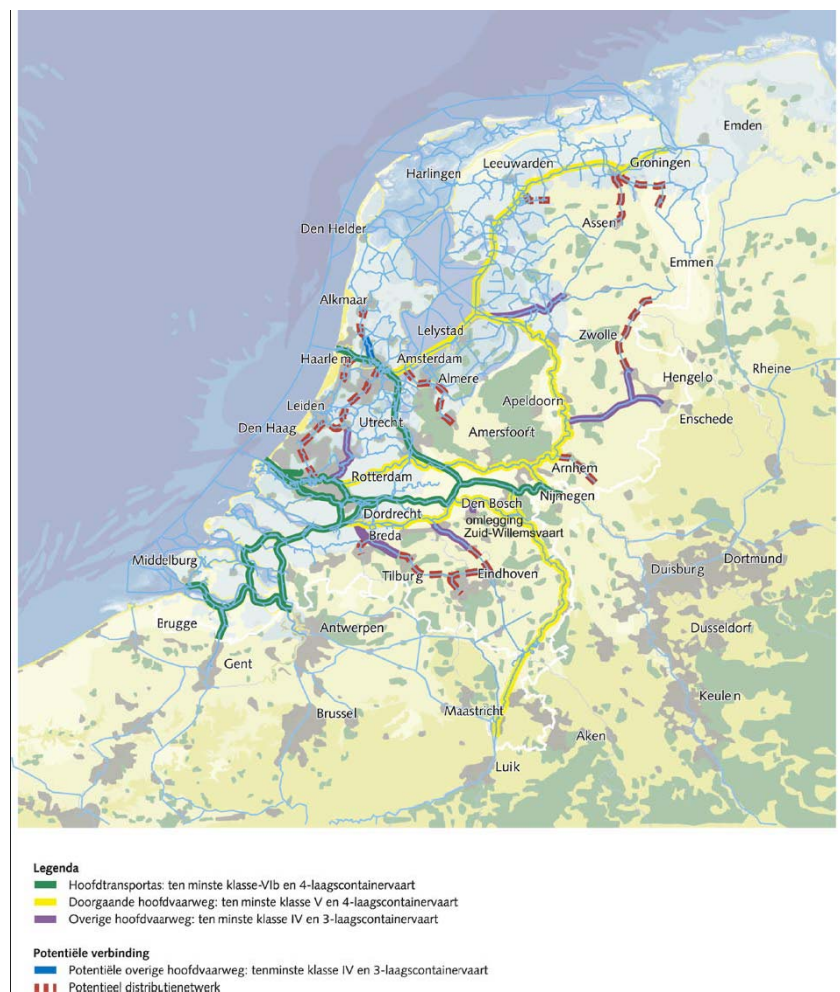 Emden
Groningen
Leeuwarden
Harlingen
Assen
Den Helder
Emmen
Alkmaar
Lelystad
Zwolle
Haarlem
Amsterdam
Rheine
Almere
Hengelo
Leiden
Apeldoorn
Enschede
Utrecht
Den Haag
Amersfoort
Arnhem
Rotterdam
Nijmegen
Den Bosch
Dordrecht
omlegging
Zuid-Willemsvaart
Breda
Middelburg
Dortmund
Duisburg
Tilburg
Eindhoven
Brugge
Antwerpen
Dusseldorf
Gent
Keulen
Maastricht
Brussel
Aken
Luik
Legenda
Hoofdtransportas: ten minste klasse-VIb en 4-laagscontainervaart
Doorgaande hoofdvaarweg: ten minste klasse V en 4-laagscontainervaart
Overige hoofdvaarweg: ten minste klasse IV en 3-laagscontainervaart
Potentiële verbinding
Potentiële overige hoofdvaarweg: tenminste klasse IV en 3-laagscontainervaart
Potentieel distributienetwerk